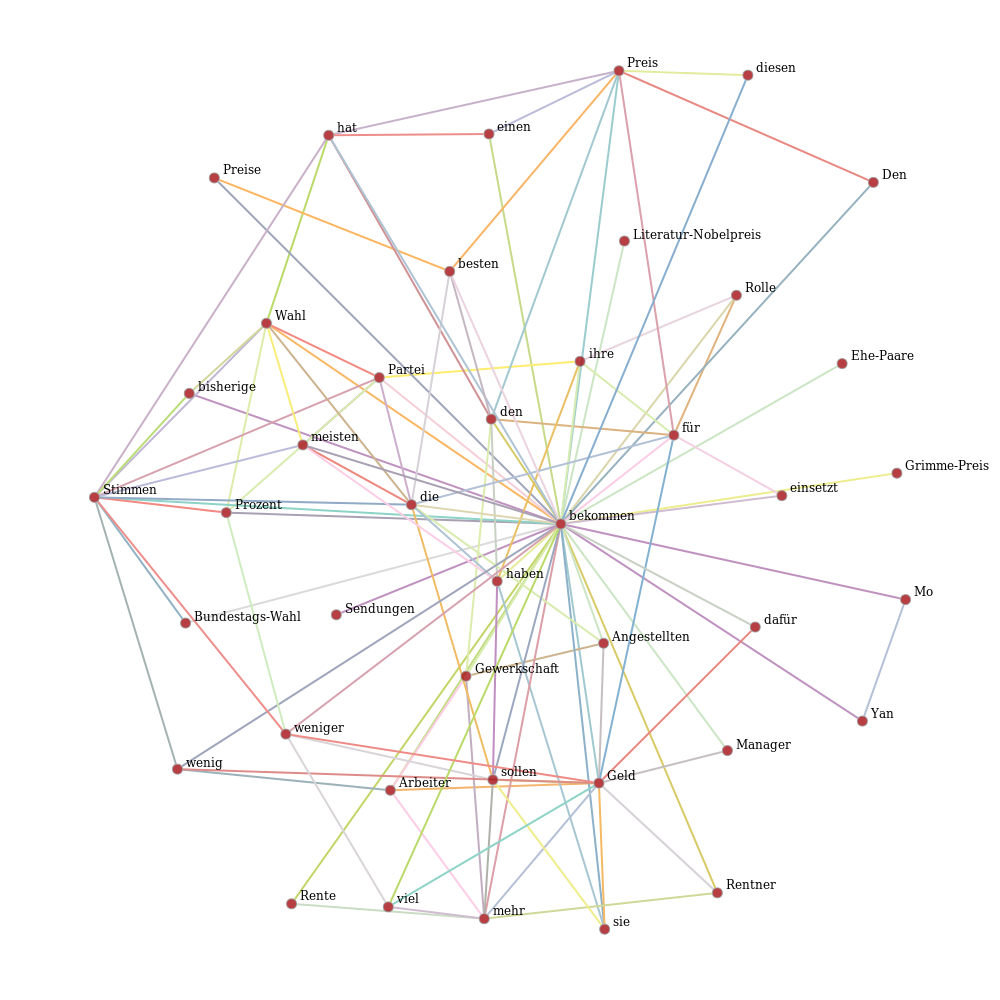 Preis
diesen
hat
einen
Preise
Den
Literatur-Nobelpreis
besten
Rolle
Wahl
ihre
Ehe-Paare
Partei
bisherige
den
für
meisten
Grimme-Preis
Stimmen
einsetzt
die
Prozent
bekommen
haben
Mo
Sendungen
Bundestags-Wahl
dafür
Angestellten
Gewerkschaft
Yan
weniger
Manager
wenig
sollen
Geld
Arbeiter
Rentner
Rente
viel
mehr
sie